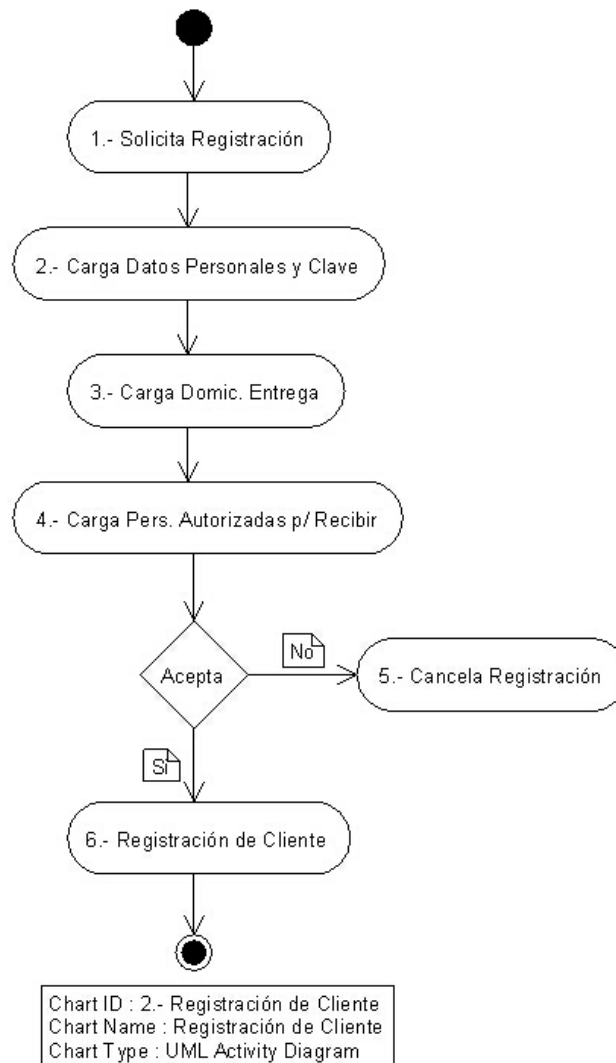 1.- Solicita Registración
2.- Carga Datos Personales y Clave
3.- Carga Domic. Entrega
4.- Carga Pers. Autorizadas p/ Recibir
Acepta
No
5.- Cancela Registración
Si
6.- Registración de Cliente
Chart ID : 2.- Registración de Cliente
Chart Name : Registración de Cliente
Chart Type : UML Activity Diagram